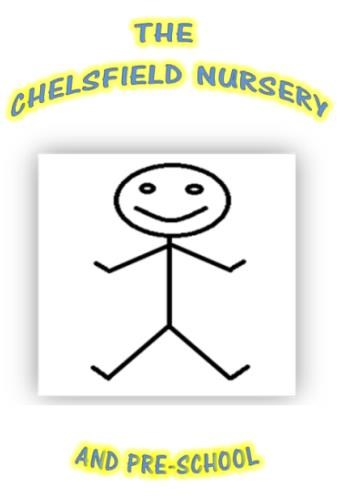 THE
CHELSFIELD NURSERY
AND PRE-SCHOOL